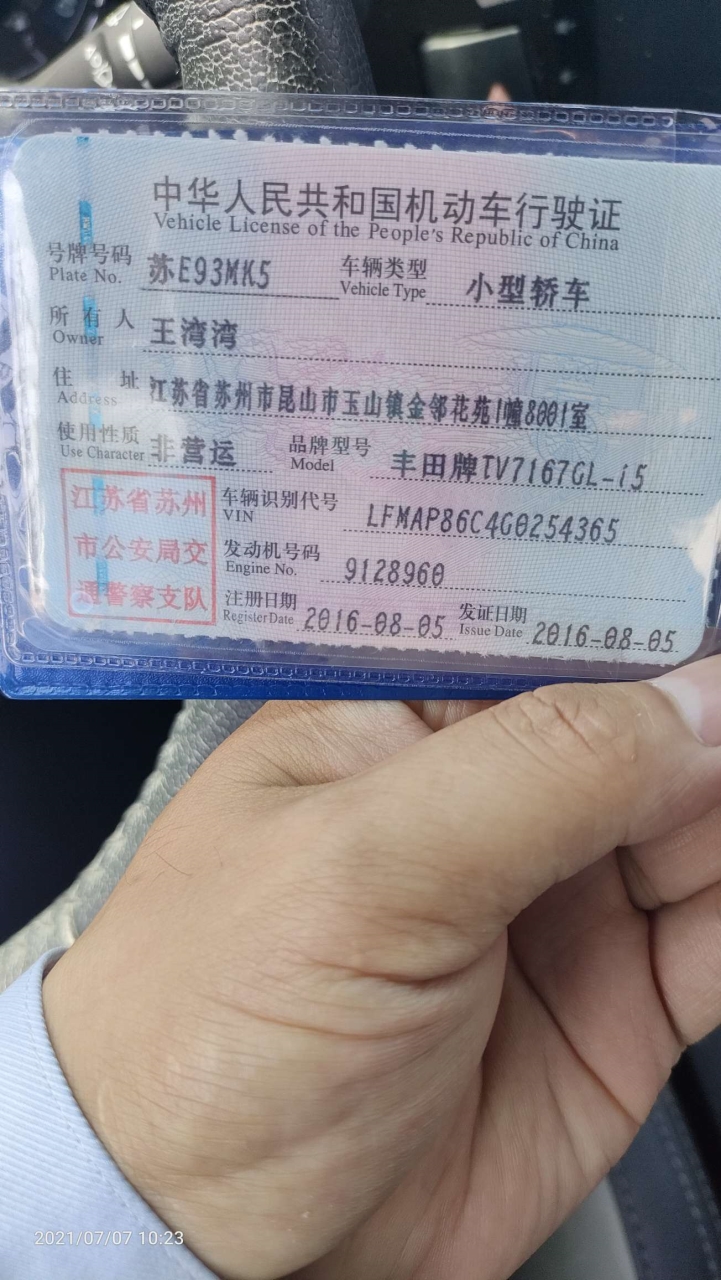 中华人民共和国机动车行驶证
Vehicle License of the People's Republic of China
号牌号码 苏E93MK5 车辆类型 小型轿车
Plate No. Vehicle Type
所有人 王湾湾
Owner
住址 江苏省苏州市昆山市玉山镇金邻花苑1幢8001室
Address
使用性质 非营运 品牌型号 丰田牌TV7167GL-i5
Use Character Model
江苏省苏州
市公安局交
通警察支队
车辆识别代号 LFMAP86C4G0254365
VIN
发动机号码 9128960
Engine No.
注册日期 2016-08-05 发证日期 2016-08-05
Register Date Issue Date
2021/07/07 10:23